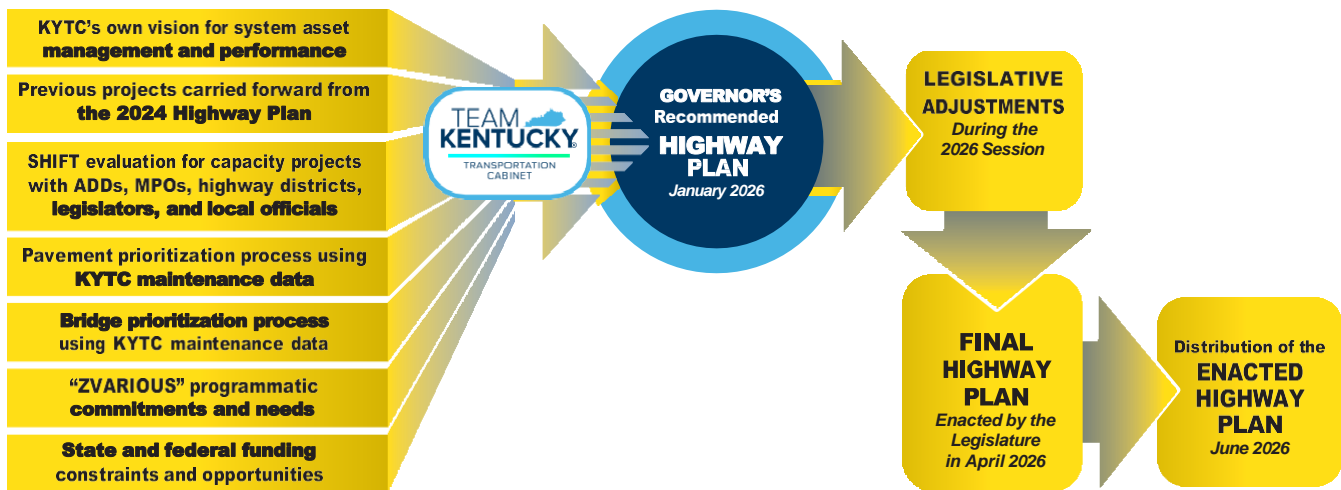 KYTC's own vision for system asset
management and performance
Previous projects carried forward from
the 2024 Highway Plan
SHIFT evaluation for capacity projects
with ADDs, MPOs, highway districts,
legislators, and local officials
Pavement prioritization process using
KYTC maintenance data
Bridge prioritization process
using KYTC maintenance data
“ZVARIOUS” programmatic
commitments and needs
State and federal funding
constraints and opportunities
TEAM
KENTUCKY®
TRANSPORTATION
CABINET
GOVERNOR'S
Recommended
HIGHWAY
PLAN
January 2026
LEGISLATIVE
ADJUSTMENTS
During the
2026 Session
FINAL
HIGHWAY
PLAN
Enacted by the
Legislature
in April 2026
Distribution of the
ENACTED
HIGHWAY
PLAN
June 2026